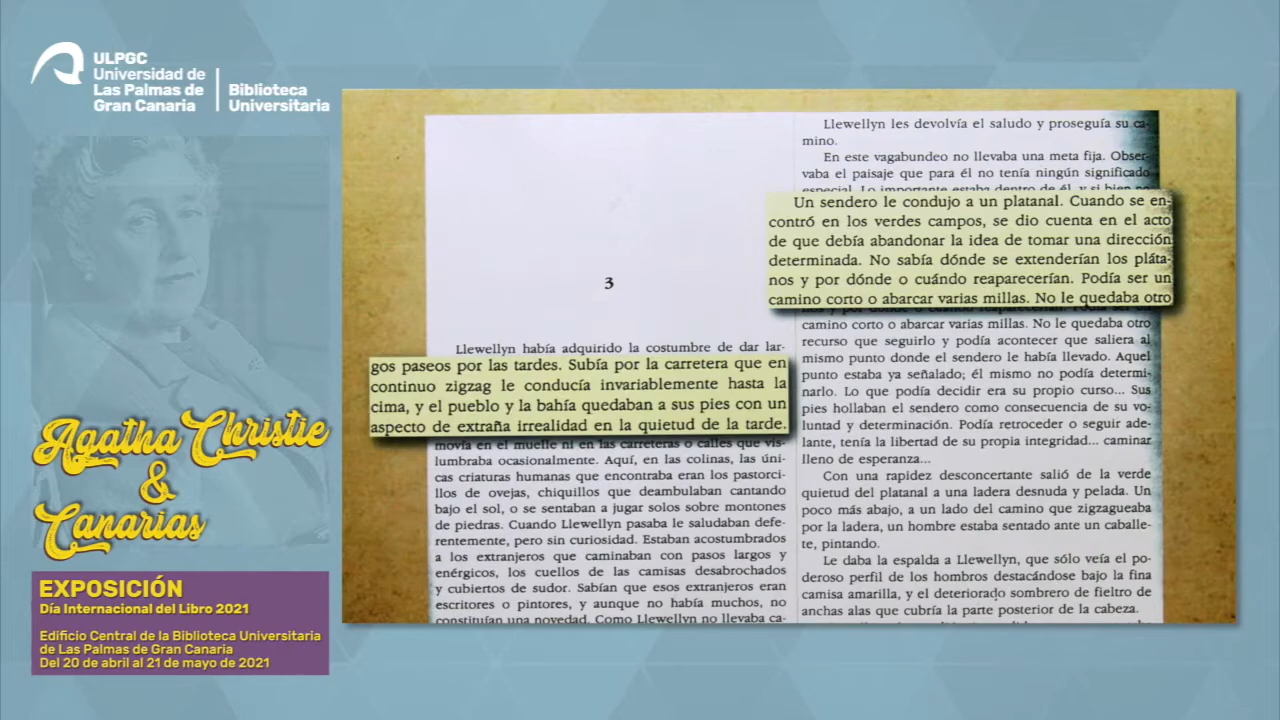 ULPGC
Universidad de
Las Palmas de
Gran Canaria
Biblioteca
Universitaria
Agatha Christie
&
Canarias
EXPOSICIÓN
Día Internacional del Libro 2021
Edificio Central de la Biblioteca Universitaria
de Las Palmas de Gran Canaria
Del 20 de abril al 21 de mayo de 2021
3
Llewellyn había adquirido la costumbre de dar lar-
gos paseos por las tardes. Subía por la carretera que en
continuo zigzag le conducía invariablemente hasta la
cima, y el pueblo y la bahía quedaban a sus pies con un
aspecto de extraña irrealidad en la quietud de la tarde.
movía en el muelle ni en las carreteras o calles que vis-
lumbraba ocasionalmente. Aquí, en las colinas, las úni-
cas criaturas humanas que encontraba eran los pastorci-
llos de ovejas, chiquillos que deambulaban cantando
bajo el sol, o se sentaban a jugar solos sobre montones
de piedras. Cuando Llewellyn pasaba le saludaban defe-
rentemente, pero sin curiosidad. Estaban acostumbrados
a los extranjeros que caminaban con pasos largos y
enérgicos, los cuellos de las camisas desabrochados
y cubiertos de sudor. Sabían que esos extranjeros eran
escritores o pintores, y aunque no había muchos, no
constituían una novedad. Como Llewellyn no llevaba ca-
Llewellyn les devolvía el saludo y proseguía su ca-
mino.
En este vagabundeo no llevaba una meta fija. Obser-
vaba el paisaje que para él no tenía ningún significado
especial. Lo importante estaba dentro de él, y si bien no
Un sendero le condujo a un platanal. Cuando se en-
contró en los verdes campos, se dio cuenta en el acto
de que debía abandonar la idea de tomar una dirección
determinada. No sabía dónde se extenderían los pláta-
nos y por dónde o cuándo reaparecerían. Podía ser un
camino corto o abarcar varias millas. No le quedaba otro
nos y por dónde o cuándo reaparecerían. Podía ser un
camino corto o abarcar varias millas. No le quedaba otro
recurso que seguirlo y podía acontecer que saliera al
mismo punto donde el sendero le había llevado. Aquel
punto estaba ya señalado; él mismo no podía determi-
narlo. Lo que podía decidir era su propio curso... Sus
pies hollaban el sendero como consecuencia de su vo-
luntad y determinación. Podía retroceder o seguir ade-
lante, tenía la libertad de su propia integridad... caminar
lleno de esperanza...
Con una rapidez desconcertante salió de la verde
quietud del platanal a una ladera desnuda y pelada. Un
poco más abajo, a un lado del camino que zigzagueaba
por la ladera, un hombre estaba sentado ante un caballe-
te, pintando.
Le daba la espalda a Llewellyn, que sólo veía el po-
deroso perfil de los hombros destacándose bajo la fina
camisa amarilla, y el deteriorado sombrero de fieltro de
anchas alas que cubría la parte posterior de la cabeza.